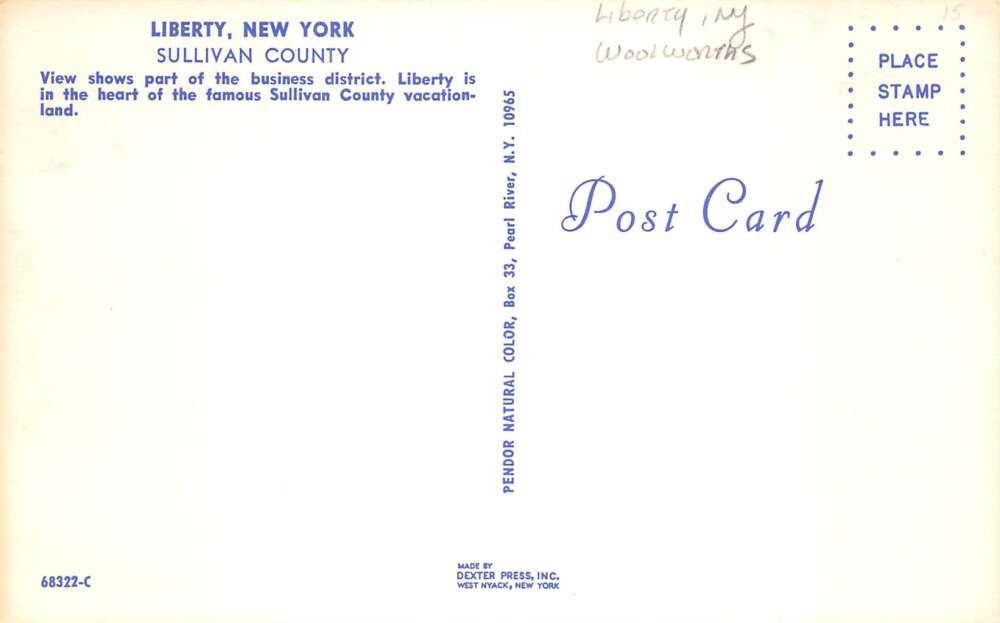 LIBERTY, NEW YORK
SULLIVAN COUNTY
View shows part of the business district. Liberty is
in the heart of the famous Sullivan County vacation-
land.
Liberty, NY
Woolworths
15
PLACE
STAMP
HERE
Post Card
PENDOR NATURAL COLOR, Box 33, Pearl River, N.Y. 10965
68322-C
MADE BY
DEXTER PRESS, INC.
WEST NYACK, NEW YORK